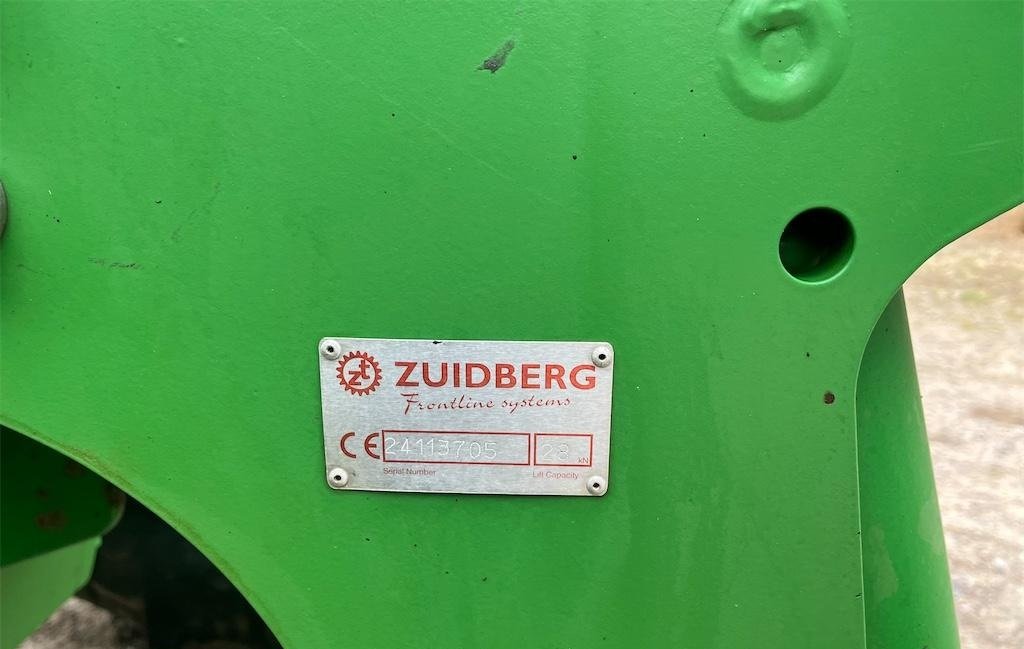 zt ZUIDBERG
Frontline systems
CE 24113705 28 kN
Serial Number Lift Capacity